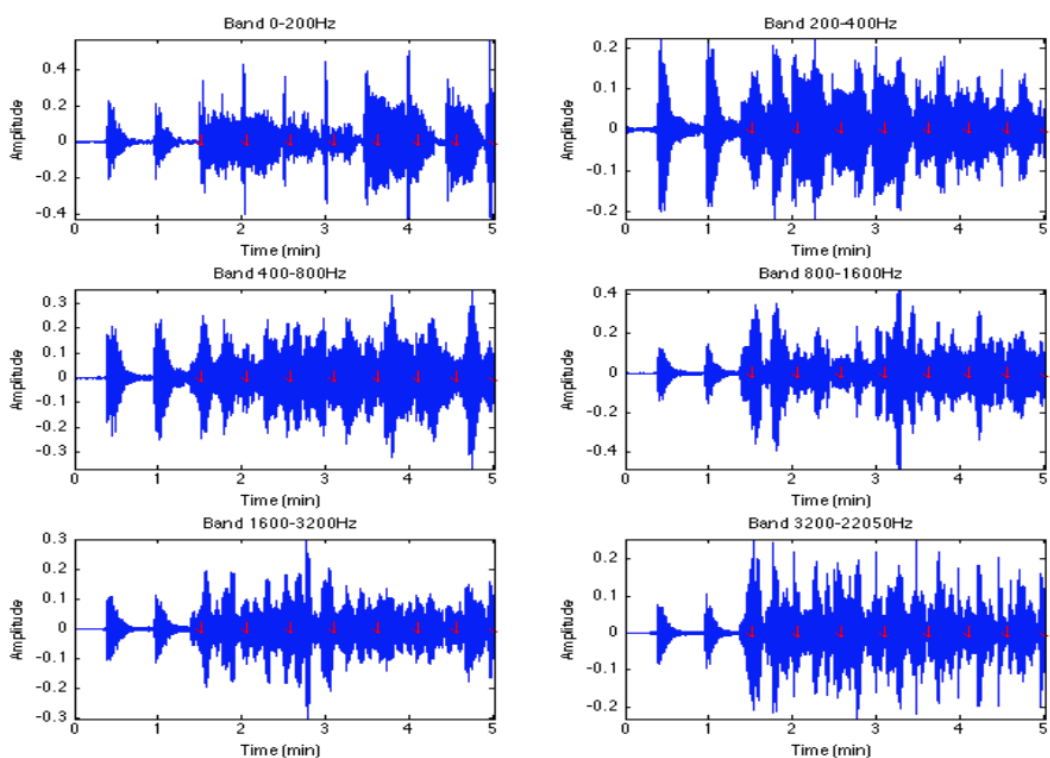 Band 0-200Hz
Amplitude
0.4
0.2
0
-0.2
-0.4
0 1 2 3 4 5
Time (min)
Band 200-400Hz
Amplitude
0.2
0.1
0
-0.1
-0.2
0 1 2 3 4 5
Time (min)
Band 400-800Hz
Amplitude
0.3
0.2
0.1
0
-0.1
-0.2
-0.3
0 1 2 3 4 5
Time (min)
Band 800-1600Hz
Amplitude
0.4
0.2
0
-0.2
-0.4
0 1 2 3 4 5
Time (min)
Band 1600-3200Hz
Amplitude
0.3
0.2
0.1
0
-0.1
-0.2
-0.3
0 1 2 3 4 5
Time (min)
Band 3200-22050Hz
Amplitude
0.2
0.1
0
-0.1
-0.2
0 1 2 3 4 5
Time (min)